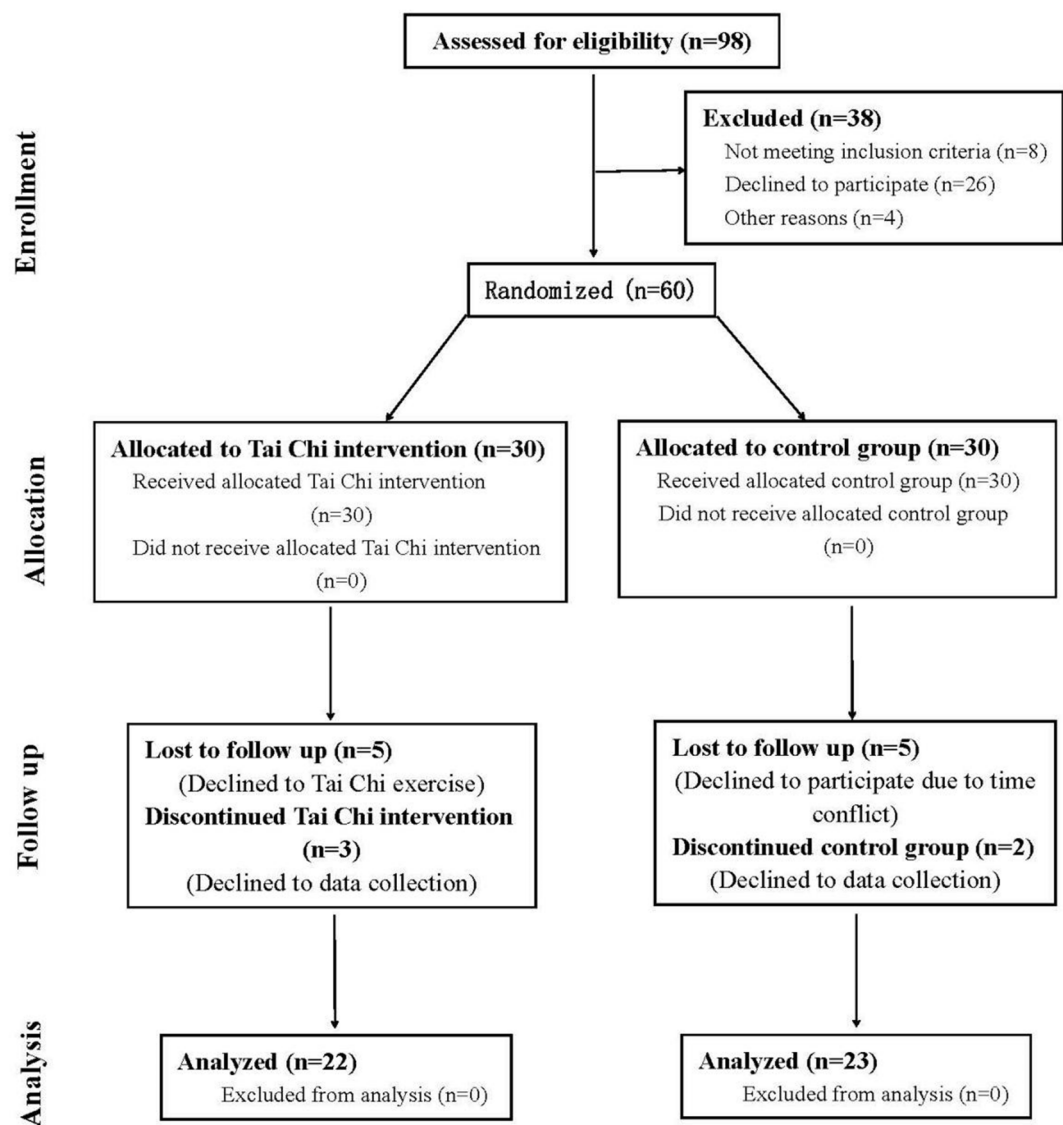 Assessed for eligibility (n=98)
Enrollment
Excluded (n=38)
Not meeting inclusion criteria (n=8)
Declined to participate (n=26)
Other reasons (n=4)
Randomized (n=60)
Allocation
Allocated to Tai Chi intervention (n=30)
Received allocated Tai Chi intervention
(n=30)
Did not receive allocated Tai Chi intervention
(n=0)
Allocated to control group (n=30)
Received allocated control group (n=30)
Did not receive allocated control group
(n=0)
Follow up
Lost to follow up (n=5)
(Declined to Tai Chi exercise)
Discontinued Tai Chi intervention
(n=3)
(Declined to data collection)
Lost to follow up (n=5)
(Declined to participate due to time
conflict)
Discontinued control group (n=2)
(Declined to data collection)
Analysis
Analyzed (n=22)
Excluded from analysis (n=0)
Analyzed (n=23)
Excluded from analysis (n=0)